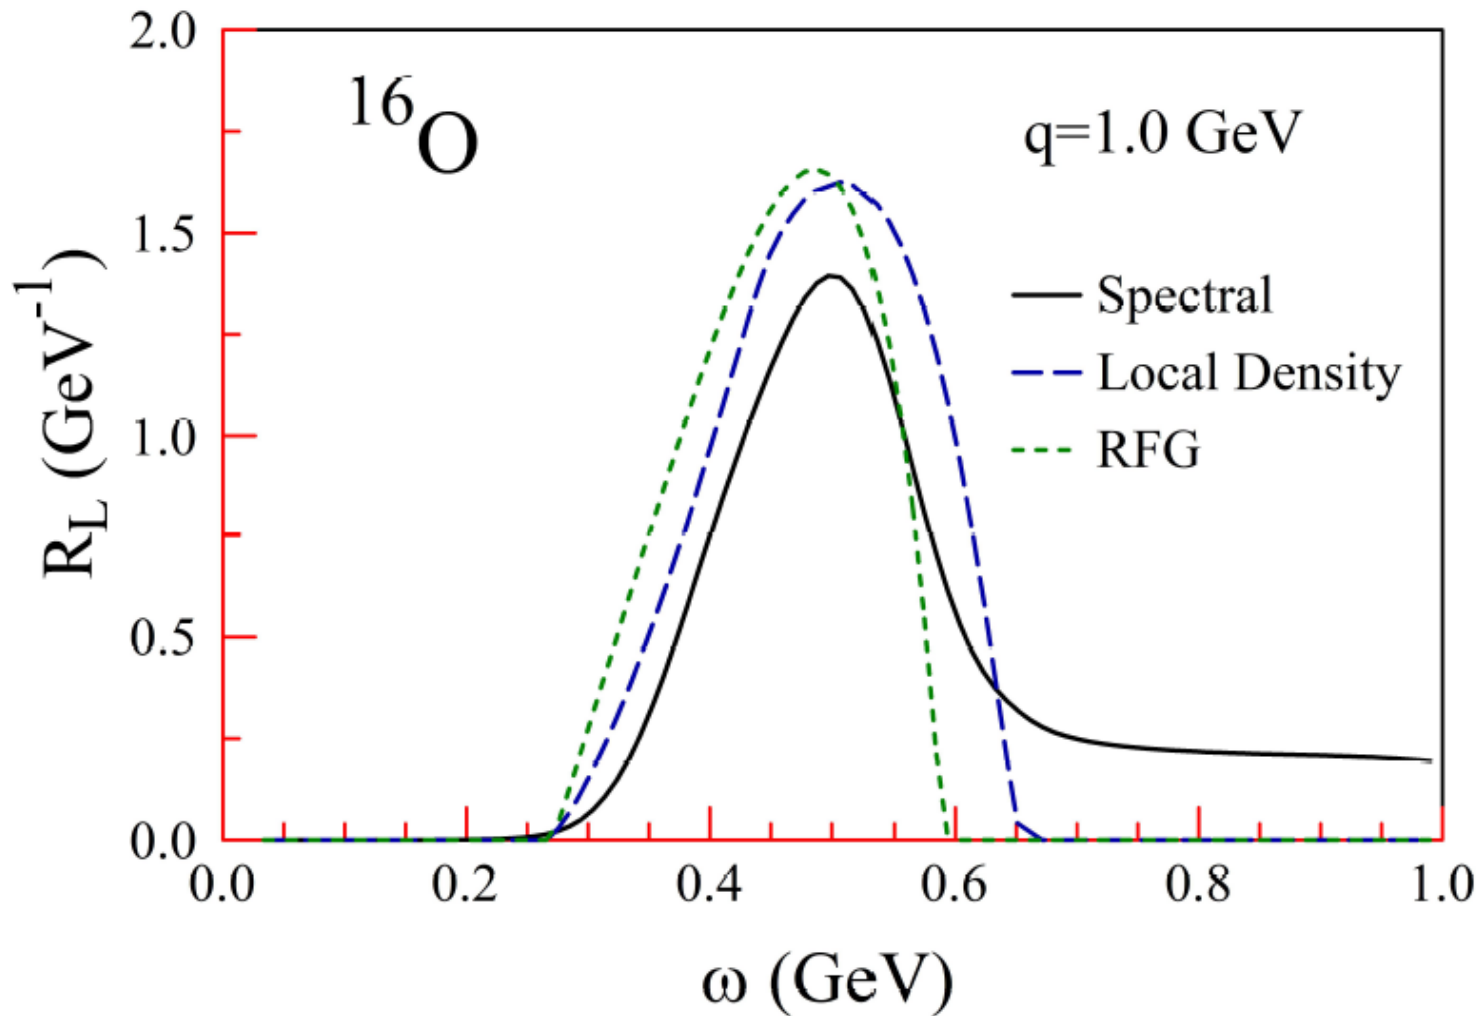 2.0
¹⁶O
q=1.0 GeV
1.5
Spectral
Local Density
1.0
RFG
R_L (GeV⁻¹)
0.5
0.0
0.0 0.2 0.4 0.6 0.8 1.0
ω (GeV)